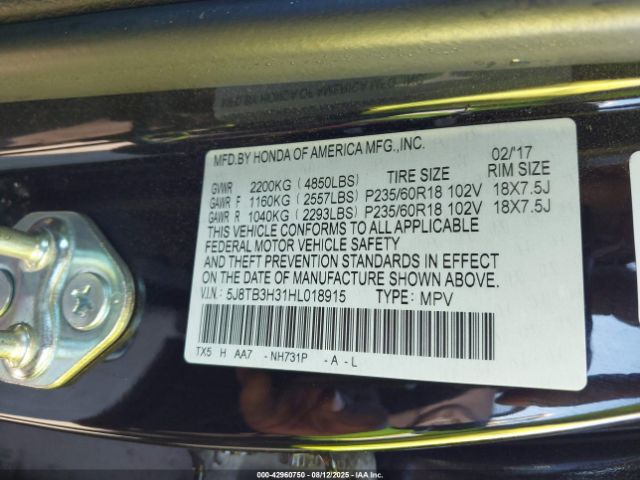 MFD.BY HONDA OF AMERICA MFG.,INC. 02/'17
GVWR 2200KG (4850LBS) TIRE SIZE RIM SIZE
GAWR F 1160KG (2557LBS) P235/60R18 102V 18X7.5J
GAWR R 1040KG (2293LBS) P235/60R18 102V 18X7.5J
THIS VEHICLE CONFORMS TO ALL APPLICABLE
FEDERAL MOTOR VEHICLE SAFETY
AND THEFT PREVENTION STANDARDS IN EFFECT
ON THE DATE OF MANUFACTURE SHOWN ABOVE.
V.I.N.: 5J8TB3H31HL018915 TYPE: MPV
TX5 H AA7 -NH731P -A-L
Copart: 42960750 - 08/12/2025 - IAAI.com